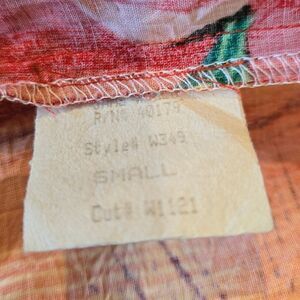 R/N# 40179
Style# W349
SMALL
Cut# W1121